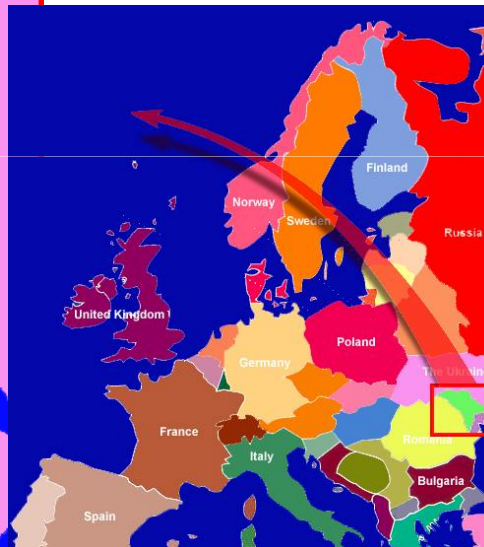 Finland
Norway
Sweden
Russia
United Kingdom
Poland
Germany
The Ukraine
France
Romania
Italy
Bulgaria
Spain